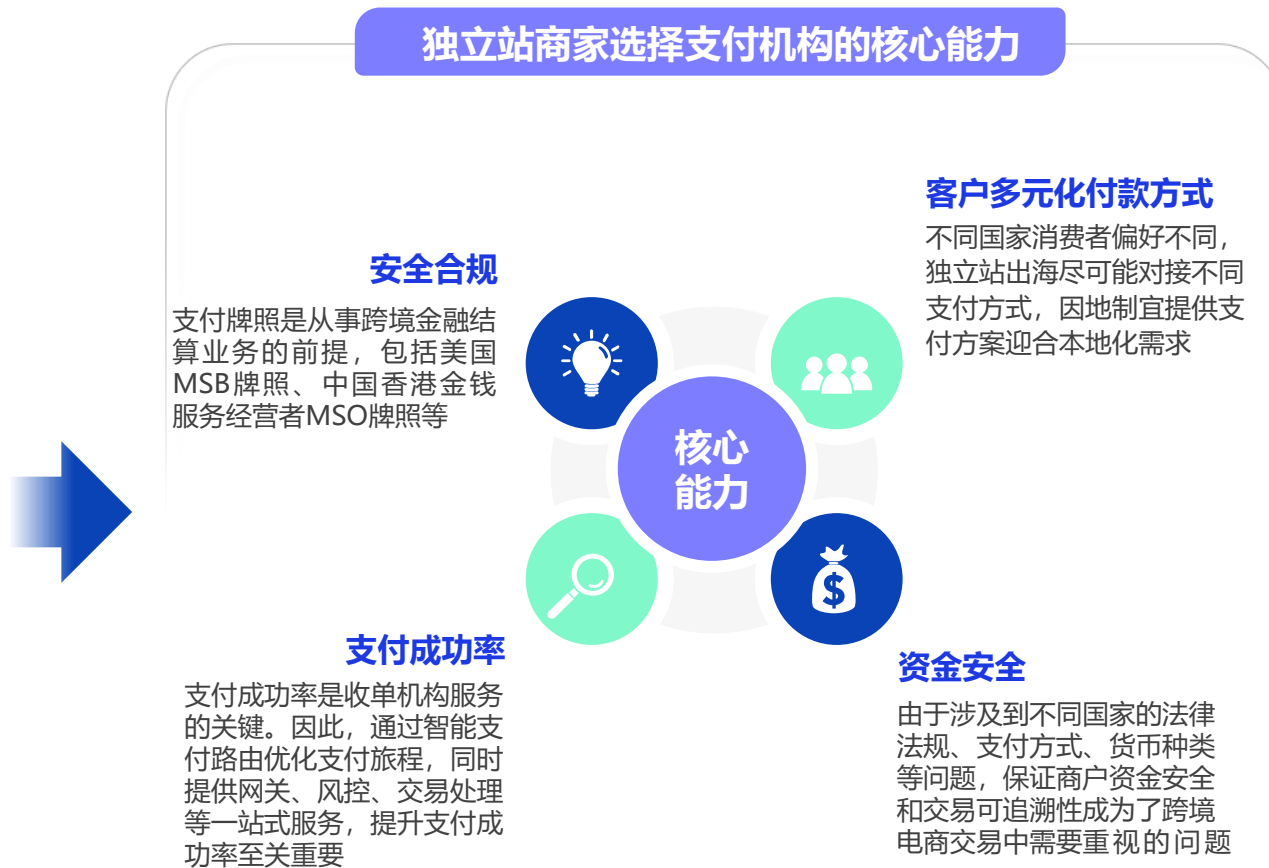 独立站商家选择支付机构的核心能力
客户多元化付款方式
不同国家消费者偏好不同，
独立站出海尽可能对接不同
支付方式，因地制宜提供支
付方案迎合本地化需求
安全合规
支付牌照是从事跨境金融结
算业务的前提，包括美国
MSB牌照、中国香港金钱
服务经营者MSO牌照等
核心
能力
$
支付成功率
支付成功率是收单机构服务
的关键。因此，通过智能支
付路由优化支付旅程，同时
提供网关、风控、交易处理
等一站式服务，提升支付成
功率至关重要
资金安全
由于涉及到不同国家的法律
法规、支付方式、货币种类
等问题，保证商户资金安全
和交易可追溯性成为了跨境
电商交易中需要重视的问题